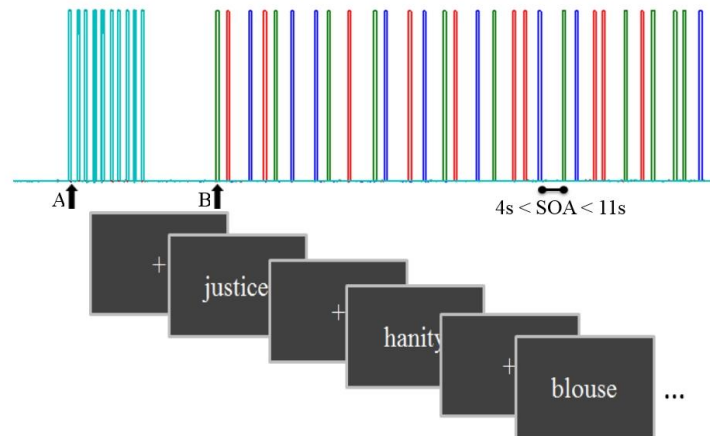 A
B
4s < SOA < 11s
+
justice
+
hanity
+
blouse
...